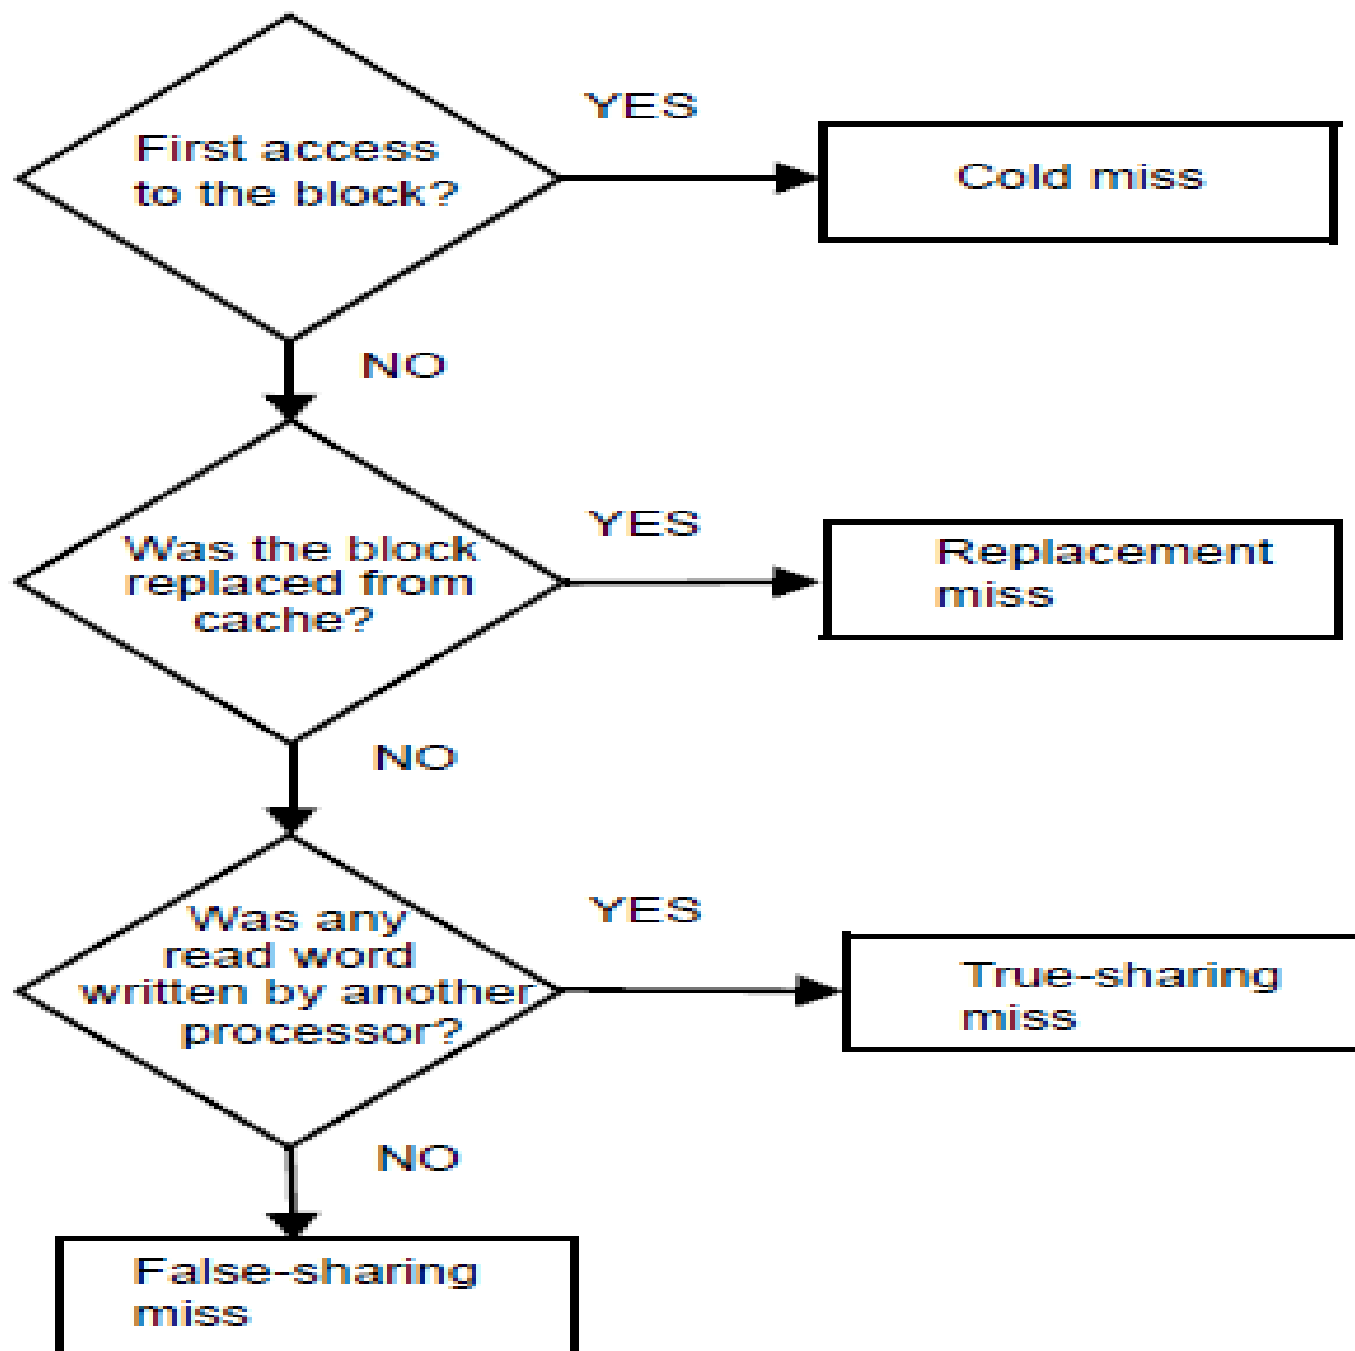 YES
First access
to the block?
Cold miss
NO
YES
Was the block
replaced from
cache?
Replacement
miss
NO
YES
Was any
read word
written by another
processor?
True-sharing
miss
NO
False-sharing
miss